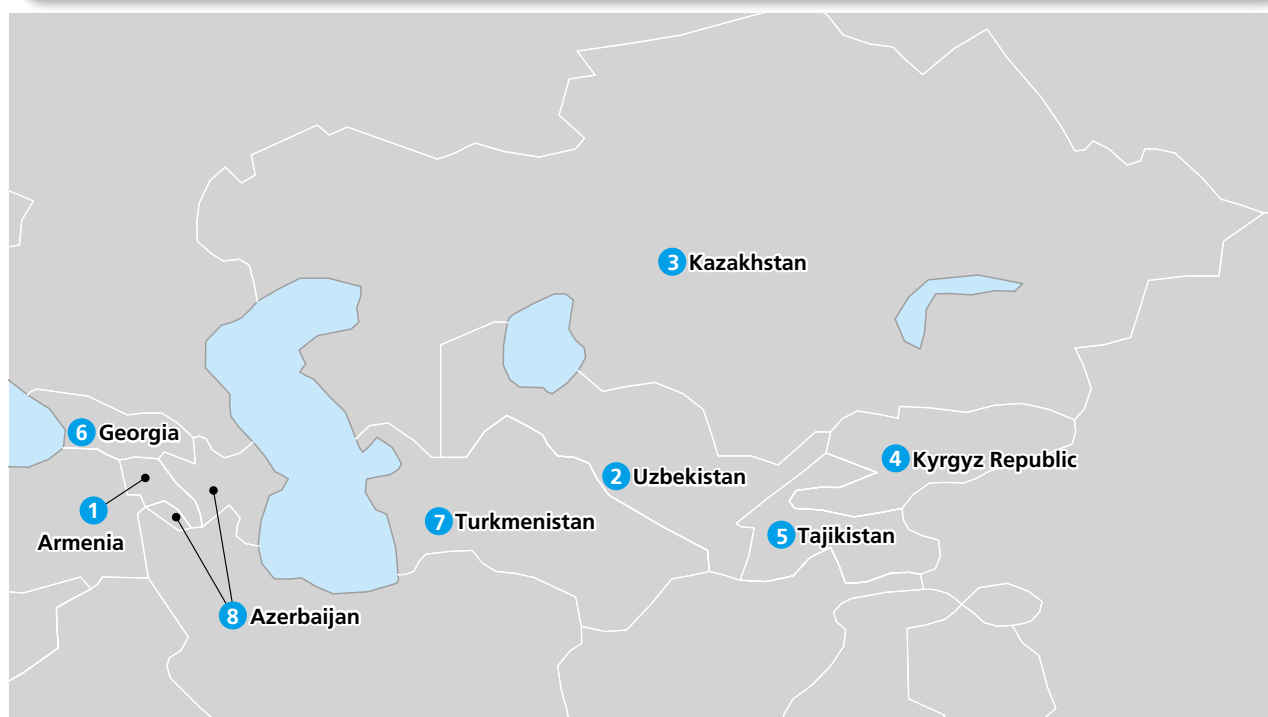 3 Kazakhstan
6 Georgia
4 Kyrgyz Republic
2 Uzbekistan
1
Armenia
7 Turkmenistan
5 Tajikistan
8 Azerbaijan